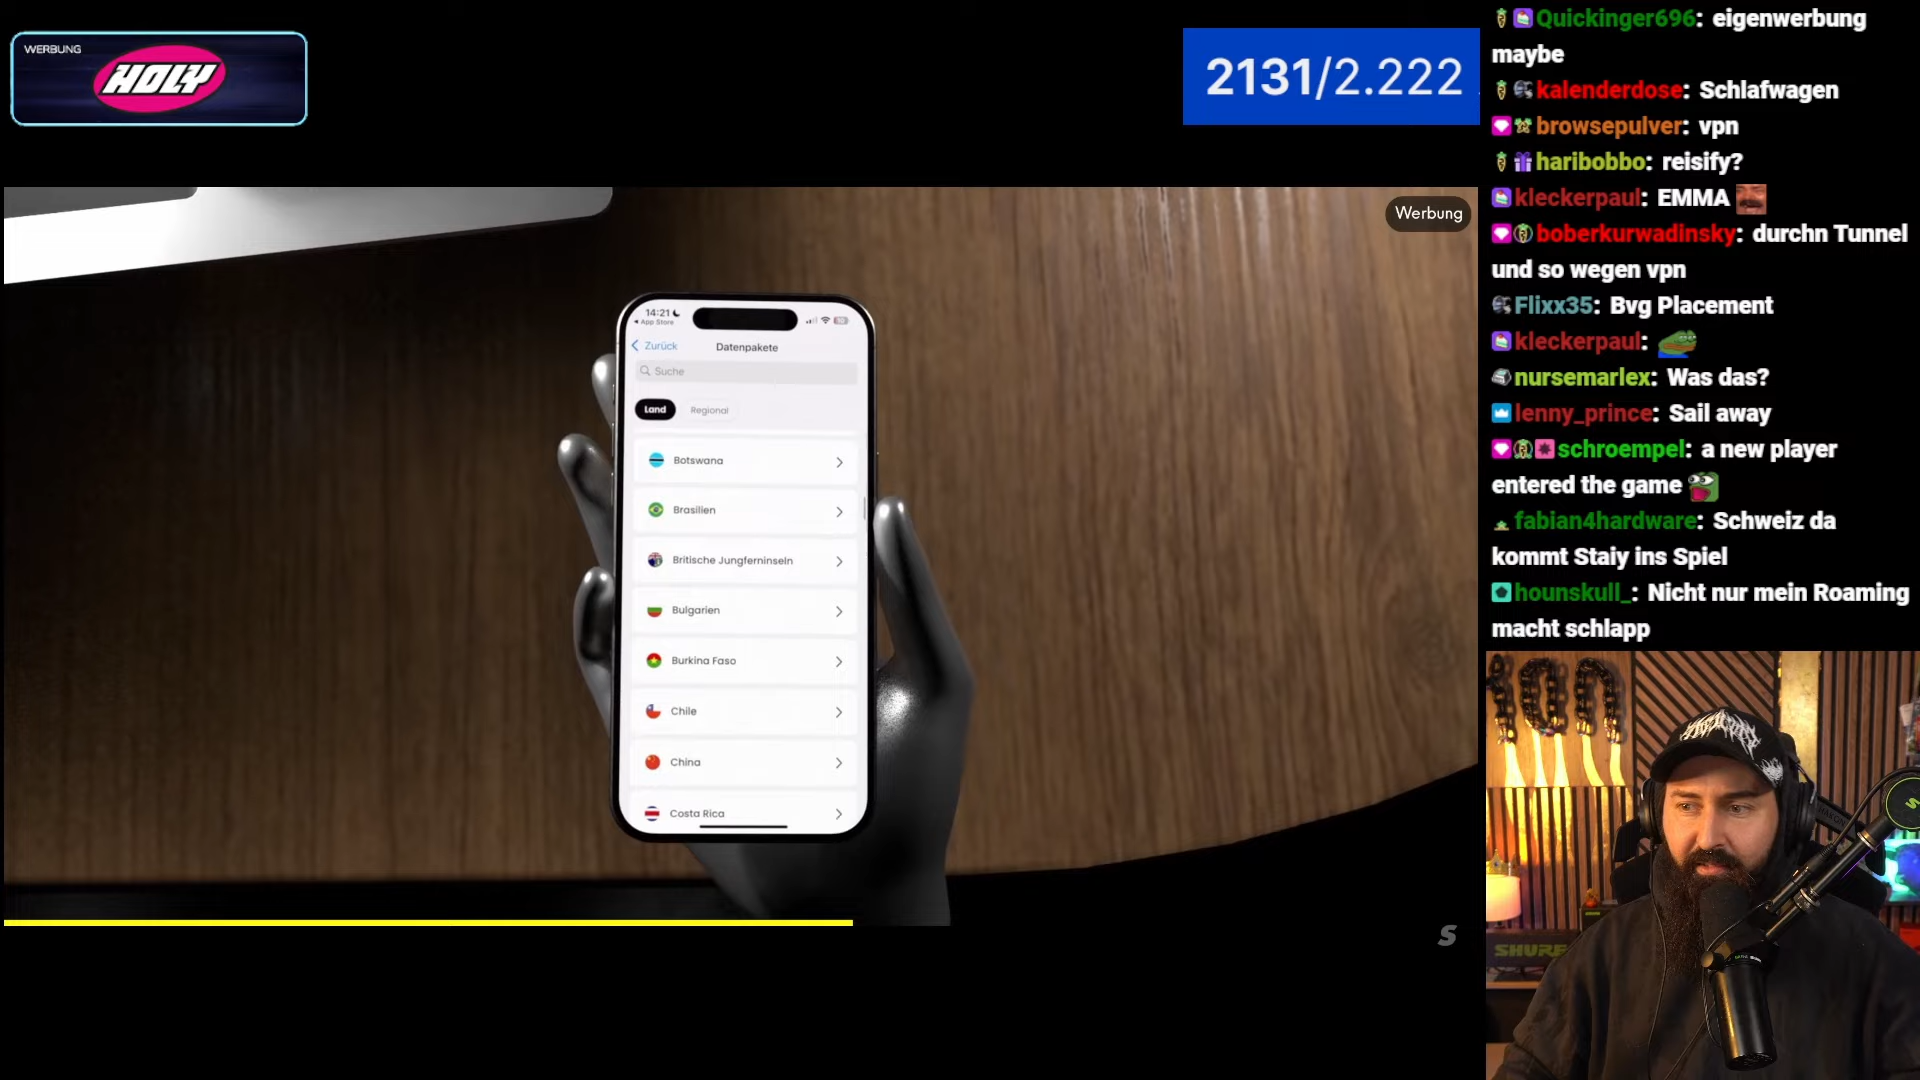 WERBUNG
HOLY
2131/2.222
Werbung
14:21
App Store
Zurück
Datenpakete
Suche
Land
Regional
Botswana
Brasilien
Britische Jungferninseln
Bulgarien
Burkina Faso
Chile
China
Costa Rica
S
Quickinger696: eigenwerbung
maybe
kalenderdose: Schlafwagen
browsepulver: vpn
haribobbo: reisify?
kleckerpaul: EMMA
boberkurwadinsky: durchn Tunnel
und so wegen vpn
Flixx35: Bvg Placement
kleckerpaul:
nursemarlex: Was das?
lenny_prince: Sail away
schroempel: a new player
entered the game
fabian4hardware: Schweiz da
kommt Staiy ins Spiel
hounskull_: Nicht nur mein Roaming
macht schlapp
SHURE